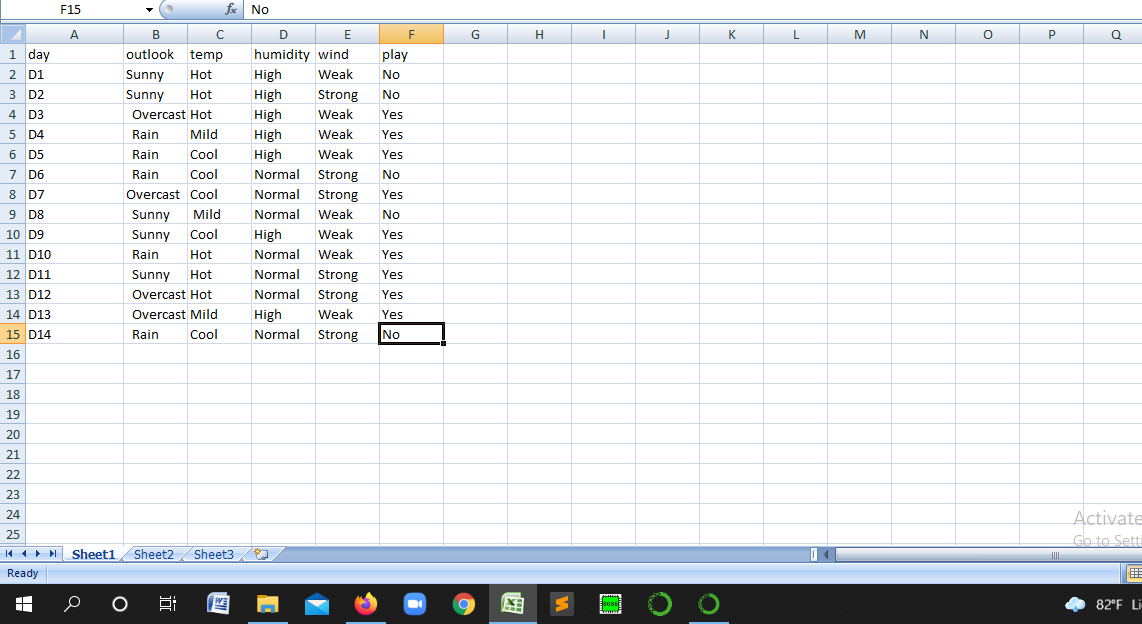 F15 fx No
A B C D E F G H I J K L M N O P Q
1 day outlook temp humidity wind play
2 D1 Sunny Hot High Weak No
3 D2 Sunny Hot High Strong No
4 D3 Overcast Hot High Weak Yes
5 D4 Rain Mild High Weak Yes
6 D5 Rain Cool High Weak Yes
7 D6 Rain Cool Normal Strong No
8 D7 Overcast Cool Normal Strong Yes
9 D8 Sunny Mild Normal Weak No
10 D9 Sunny Cool High Weak Yes
11 D10 Rain Hot Normal Weak Yes
12 D11 Sunny Hot Normal Strong Yes
13 D12 Overcast Hot Normal Strong Yes
14 D13 Overcast Mild High Weak Yes
15 D14 Rain Cool Normal Strong No
16
17
18
19
20
21
22
23
24 Activate
25 Go to Setti
Sheet1 Sheet2 Sheet3
Ready
82°F Li